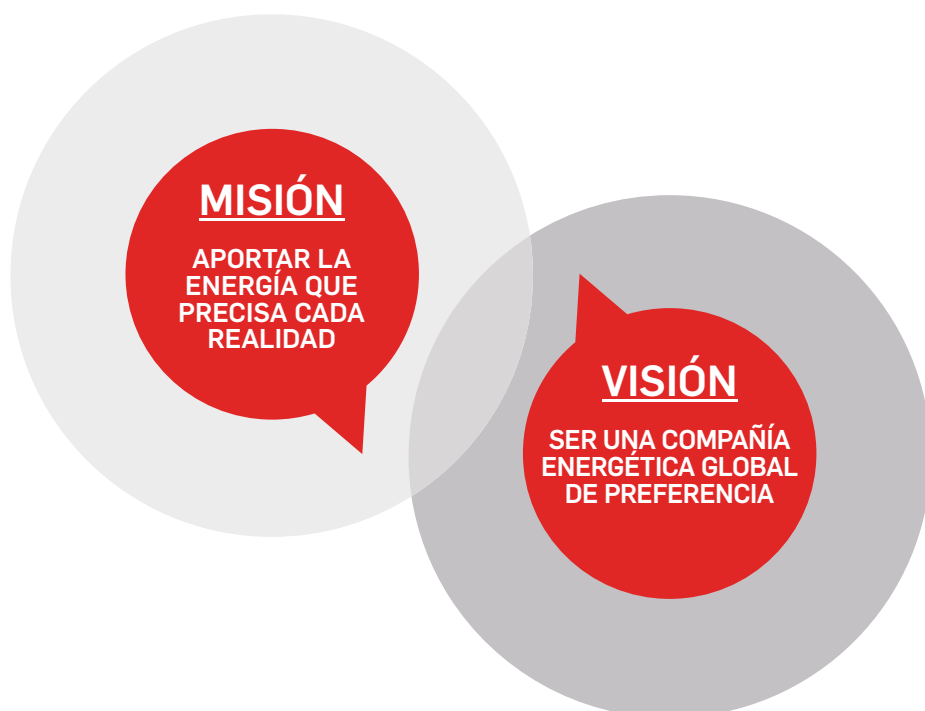 MISIÓN
APORTAR LA
ENERGÍA QUE
PRECISA CADA
REALIDAD
VISIÓN
SER UNA COMPAÑÍA
ENERGÉTICA GLOBAL
DE PREFERENCIA